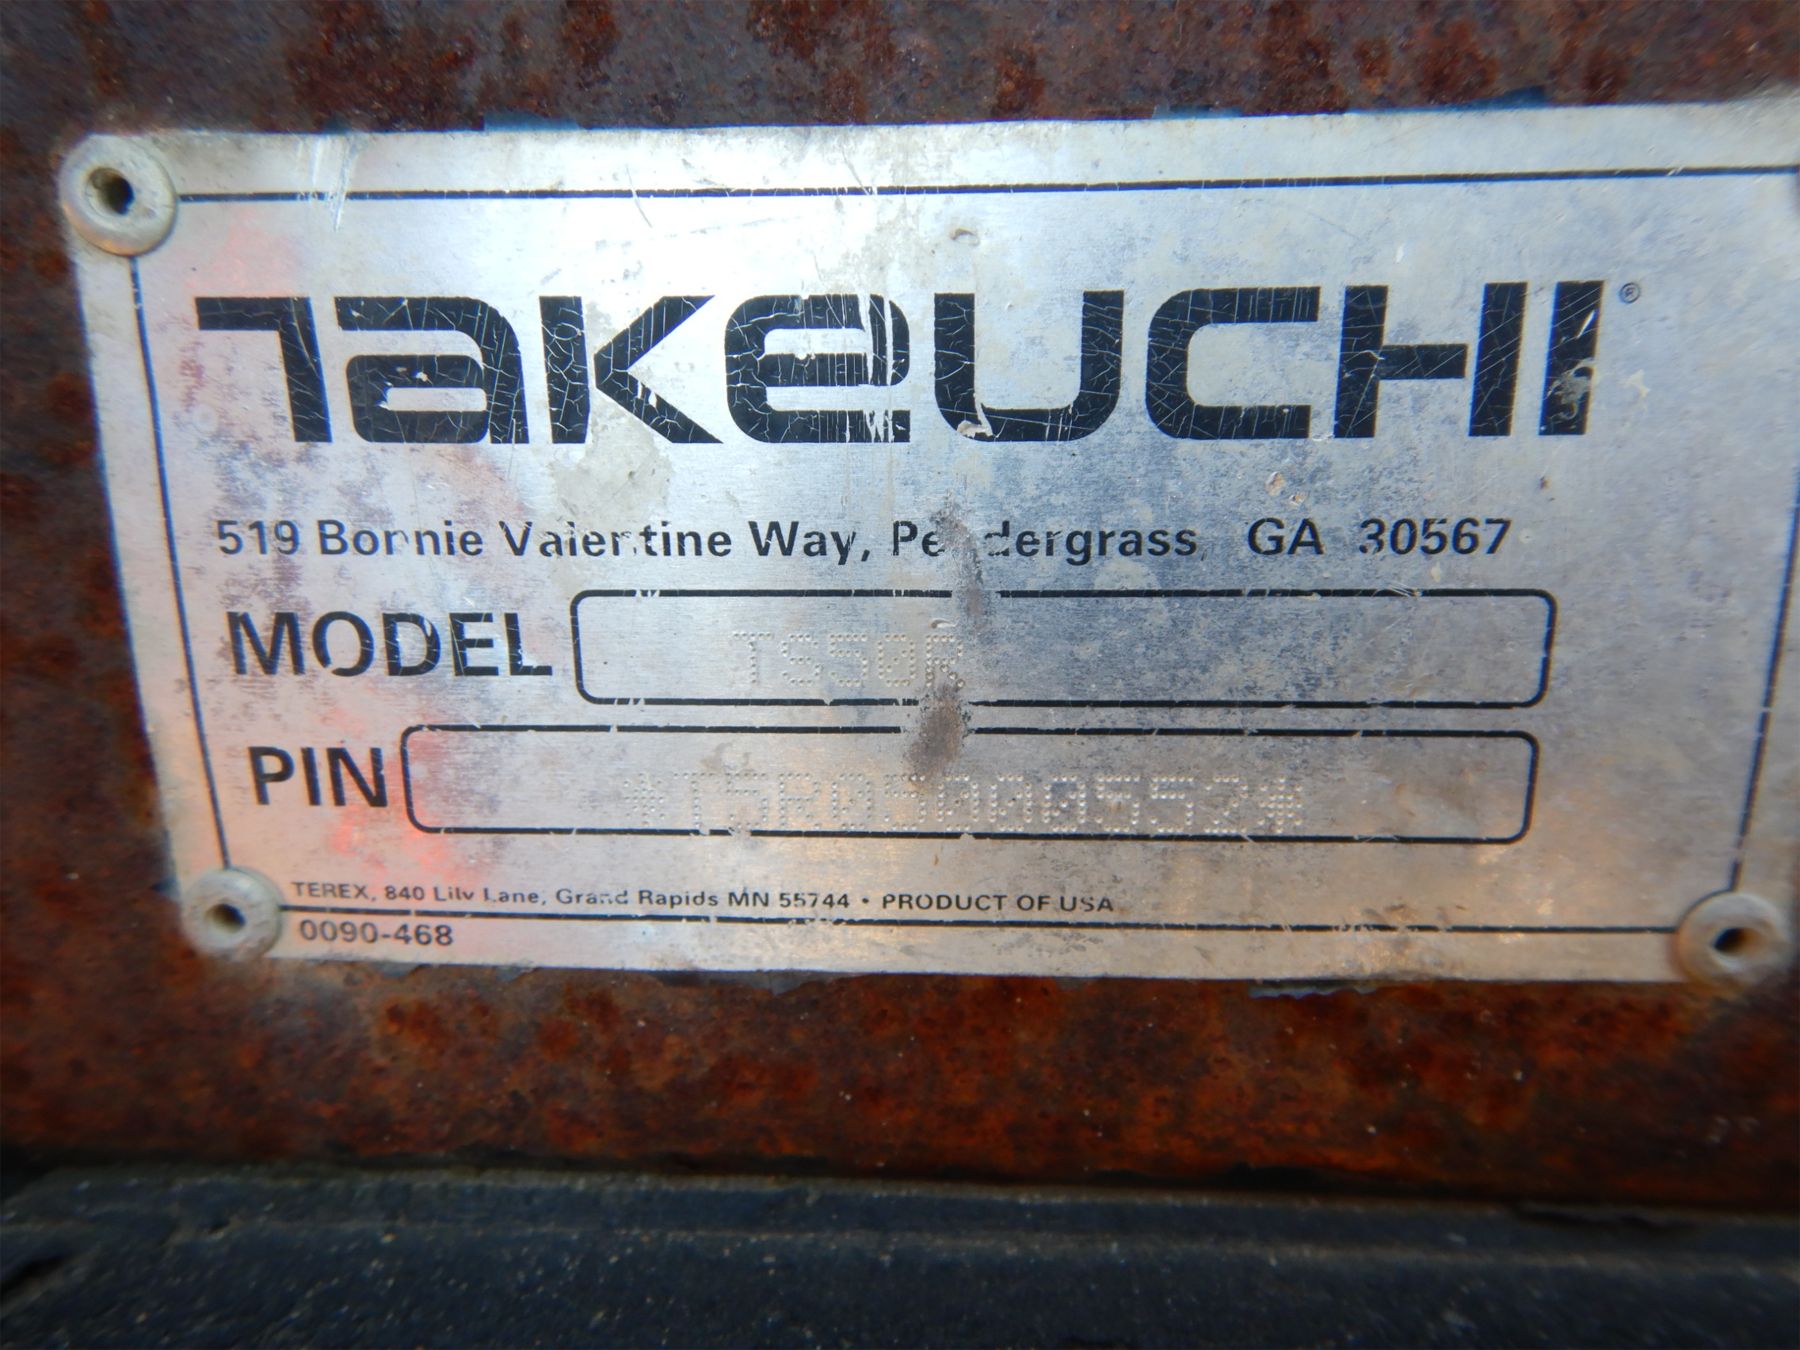 TAKEUCHI®
519 Bonnie Valentine Way, Pendergrass, GA 30567
MODEL TS50R
PIN
TEREX, 840 Lily Lane, Grand Rapids MN 55744 • PRODUCT OF USA
0090-468